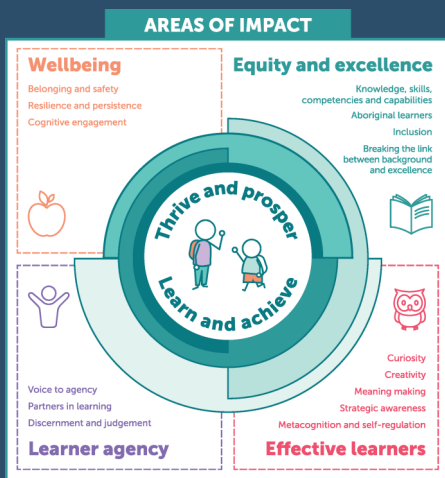 AREAS OF IMPACT
Wellbeing
Belonging and safety
Resilience and persistence
Cognitive engagement
Equity and excellence
Knowledge, skills,
competencies and capabilities
Aboriginal learners
Inclusion
Breaking the link
between background
and excellence
Thrive and prosper
Learn and achieve
Voice to agency
Partners in learning
Discernment and judgement
Learner agency
Curiosity
Creativity
Meaning making
Strategic awareness
Metacognition and self-regulation
Effective learners